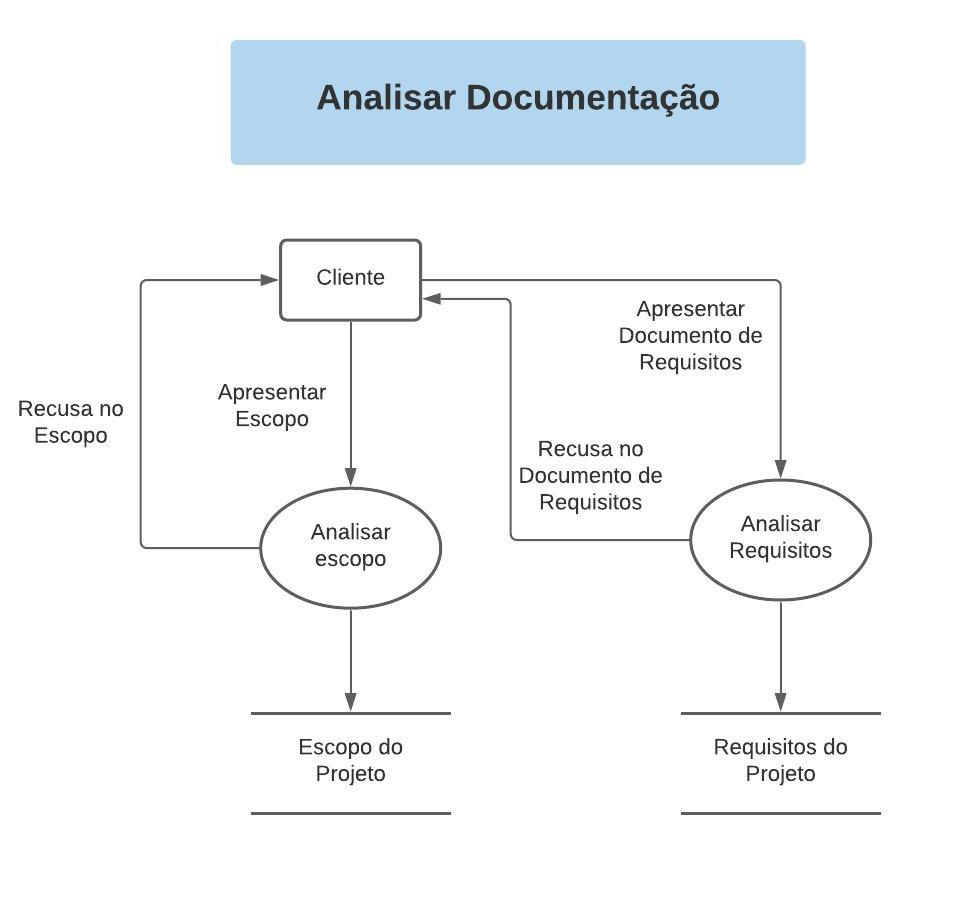 Analisar Documentação
Cliente
Apresentar
Documento de
Requisitos
Apresentar
Escopo
Recusa no
Escopo
Recusa no
Documento de
Requisitos
Analisar
escopo
Analisar
Requisitos
Escopo do
Projeto
Requisitos do
Projeto